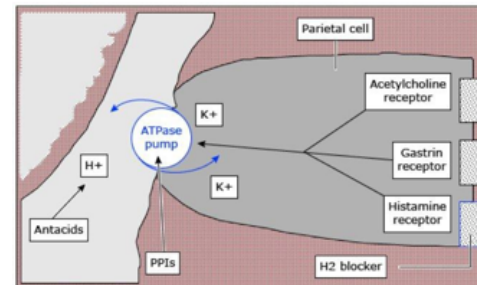 Parietal cell
Acetylcholine
receptor
K+
ATPase
pump
H+
Gastrin
receptor
K+
Histamine
receptor
Antacids
PPIs
H2 blocker